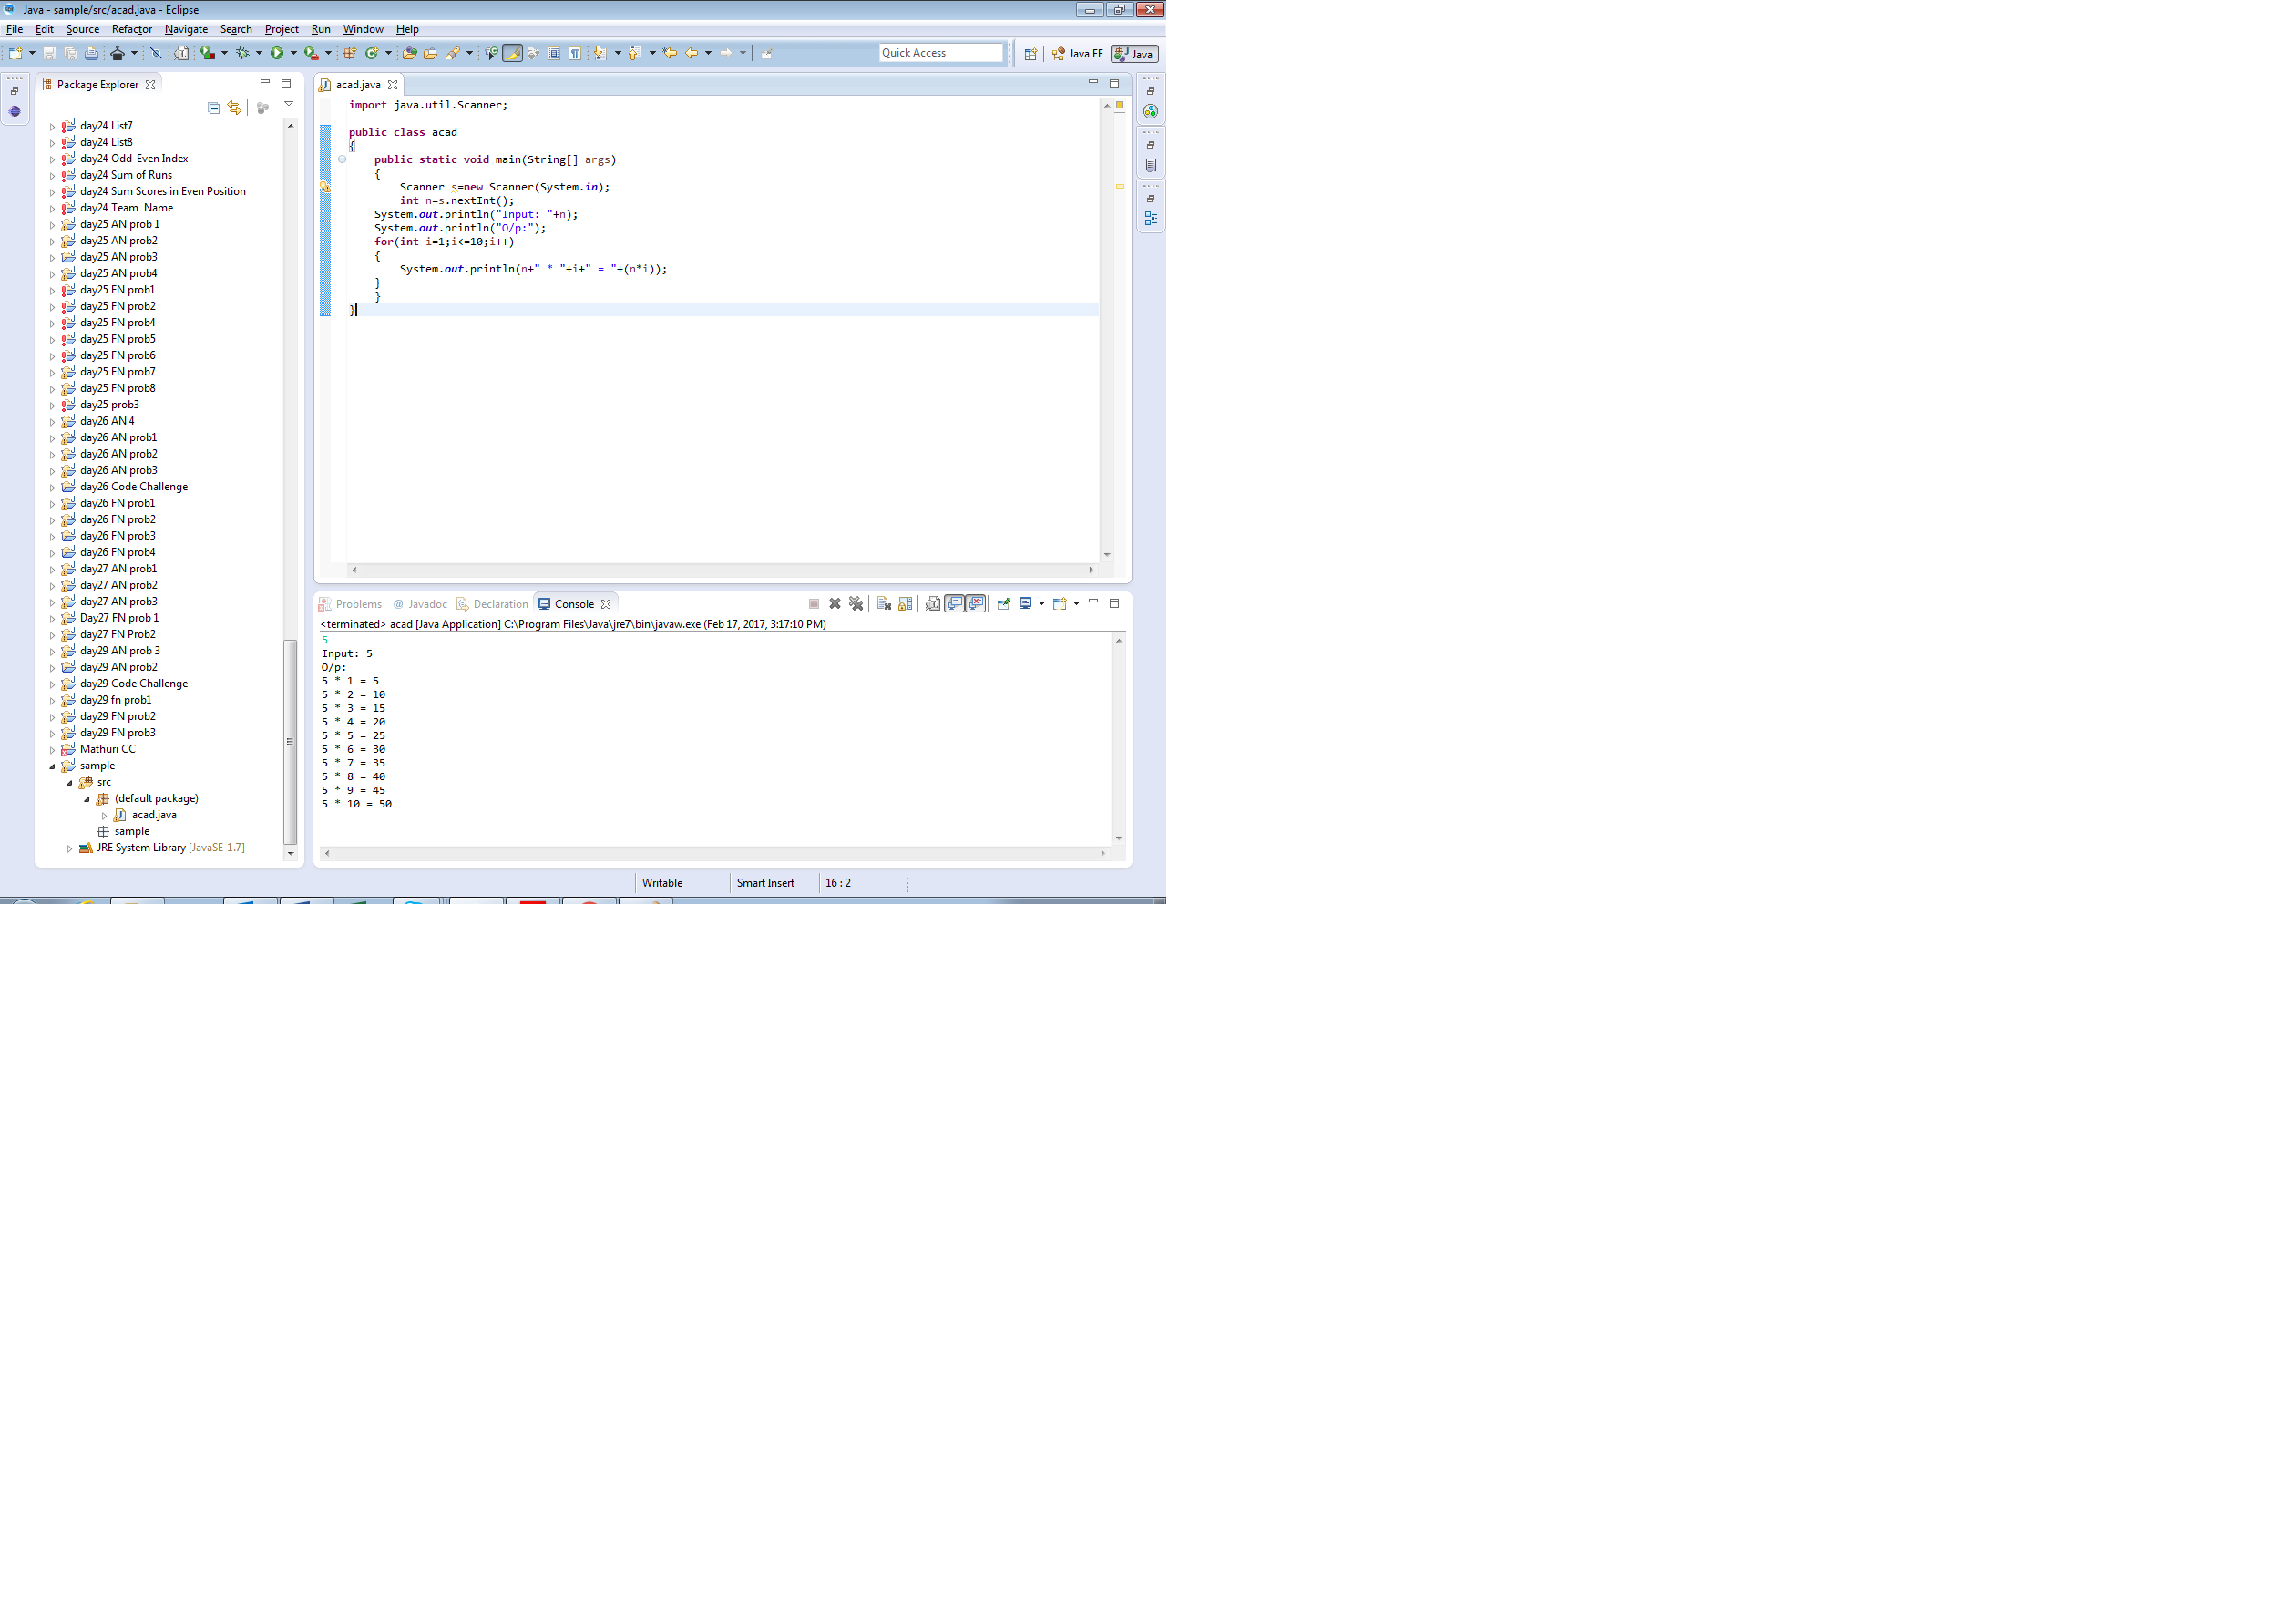 Java - sample/src/acad.java - Eclipse
File Edit Source Refactor Navigate Search Project Run Window Help
Quick Access
Java EE
Java
Package Explorer
day24 List7
day24 List8
day24 Odd-Even Index
day24 Sum of Runs
day24 Sum Scores in Even Position
day24 Team  Name
day25 AN prob 1
day25 AN prob2
day25 AN prob3
day25 AN prob4
day25 FN prob1
day25 FN prob2
day25 FN prob4
day25 FN prob5
day25 FN prob6
day25 FN prob7
day25 FN prob8
day25 prob3
day26 AN 4
day26 AN prob1
day26 AN prob2
day26 AN prob3
day26 Code Challenge
day26 FN prob1
day26 FN prob2
day26 FN prob3
day26 FN prob4
day27 AN prob1
day27 AN prob2
day27 AN prob3
Day27 FN prob 1
day27 FN Prob2
day29 AN prob 3
day29 AN prob2
day29 Code Challenge
day29 fn prob1
day29 FN prob2
day29 FN prob3
Mathuri CC
sample
src
(default package)
acad.java
sample
JRE System Library [JavaSE-1.7]
acad.java
import java.util.Scanner;
public class acad
{
public static void main(String[] args)
{
Scanner s=new Scanner(System.in);
int n=s.nextInt();
System.out.println("Input: "+n);
System.out.println("O/p:");
for(int i=1;i<=10;i++)
{
System.out.println(n+" * "+i+" = "+(n*i));
}
}
}
Problems @ Javadoc Declaration Console
<terminated> acad [Java Application] C:\Program Files\Java\jre7\bin\javaw.exe (Feb 17, 2017, 3:17:10 PM)
5
Input: 5
O/p:
5 * 1 = 5
5 * 2 = 10
5 * 3 = 15
5 * 4 = 20
5 * 5 = 25
5 * 6 = 30
5 * 7 = 35
5 * 8 = 40
5 * 9 = 45
5 * 10 = 50
Writable
Smart Insert
16 : 2